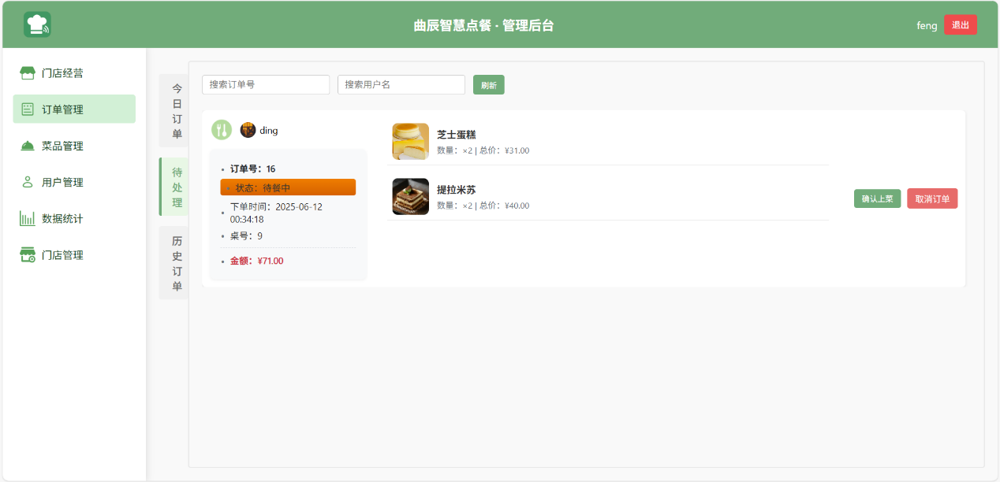 曲辰智慧点餐 - 管理后台
feng
退出
门店经营
订单管理
菜品管理
用户管理
数据统计
门店管理
今日订单
待处理
历史订单
搜索订单号
搜索用户名
刷新
ding
订单号：16
状态：待餐中
下单时间：2025-06-12
00:34:18
桌号：9
金额：¥71.00
芝士蛋糕
数量：×2 | 总价：¥31.00
提拉米苏
数量：×2 | 总价：¥40.00
确认上菜
取消订单